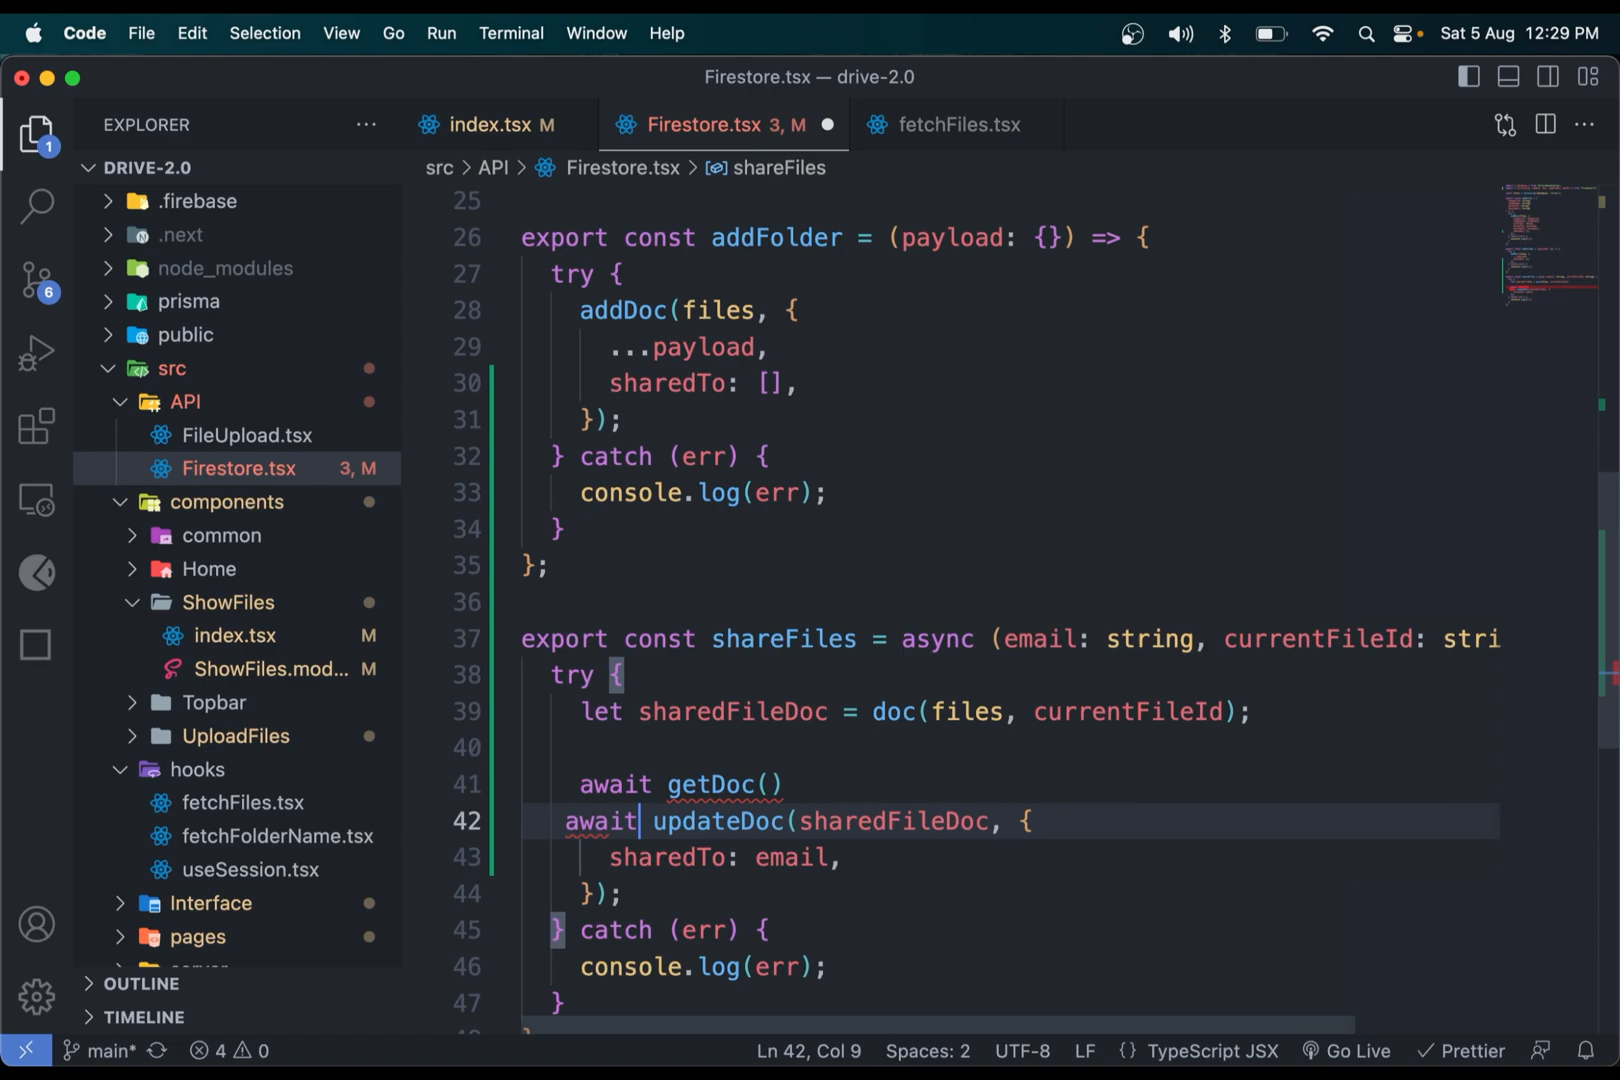 Code File Edit Selection View Go Run Terminal Window Help Sat 5 Aug 12:29 PM
Firestore.tsx — drive-2.0
EXPLORER
index.tsx M
Firestore.tsx 3, M
fetchFiles.tsx
DRIVE-2.0
src > API > Firestore.tsx > shareFiles
.firebase
.next
node_modules
prisma
public
src
API
FileUpload.tsx
Firestore.tsx 3, M
components
common
Home
ShowFiles
index.tsx M
ShowFiles.mod... M
Topbar
UploadFiles
hooks
fetchFiles.tsx
fetchFolderName.tsx
useSession.tsx
Interface
pages
OUTLINE
TIMELINE
1
6
25
26 export const addFolder = (payload: {}) => {
27 try {
28 addDoc(files, {
29 ...payload,
30 sharedTo: [],
31 });
32 } catch (err) {
33 console.log(err);
34 }
35 };
36
37 export const shareFiles = async (email: string, currentFileId: stri
38 try {
39 let sharedFileDoc = doc(files, currentFileId);
40
41 await getDoc()
42 await updateDoc(sharedFileDoc, {
43 sharedTo: email,
44 });
45 } catch (err) {
46 console.log(err);
47 }
main* 4 0 Ln 42, Col 9 Spaces: 2 UTF-8 LF {} TypeScript JSX Go Live Prettier